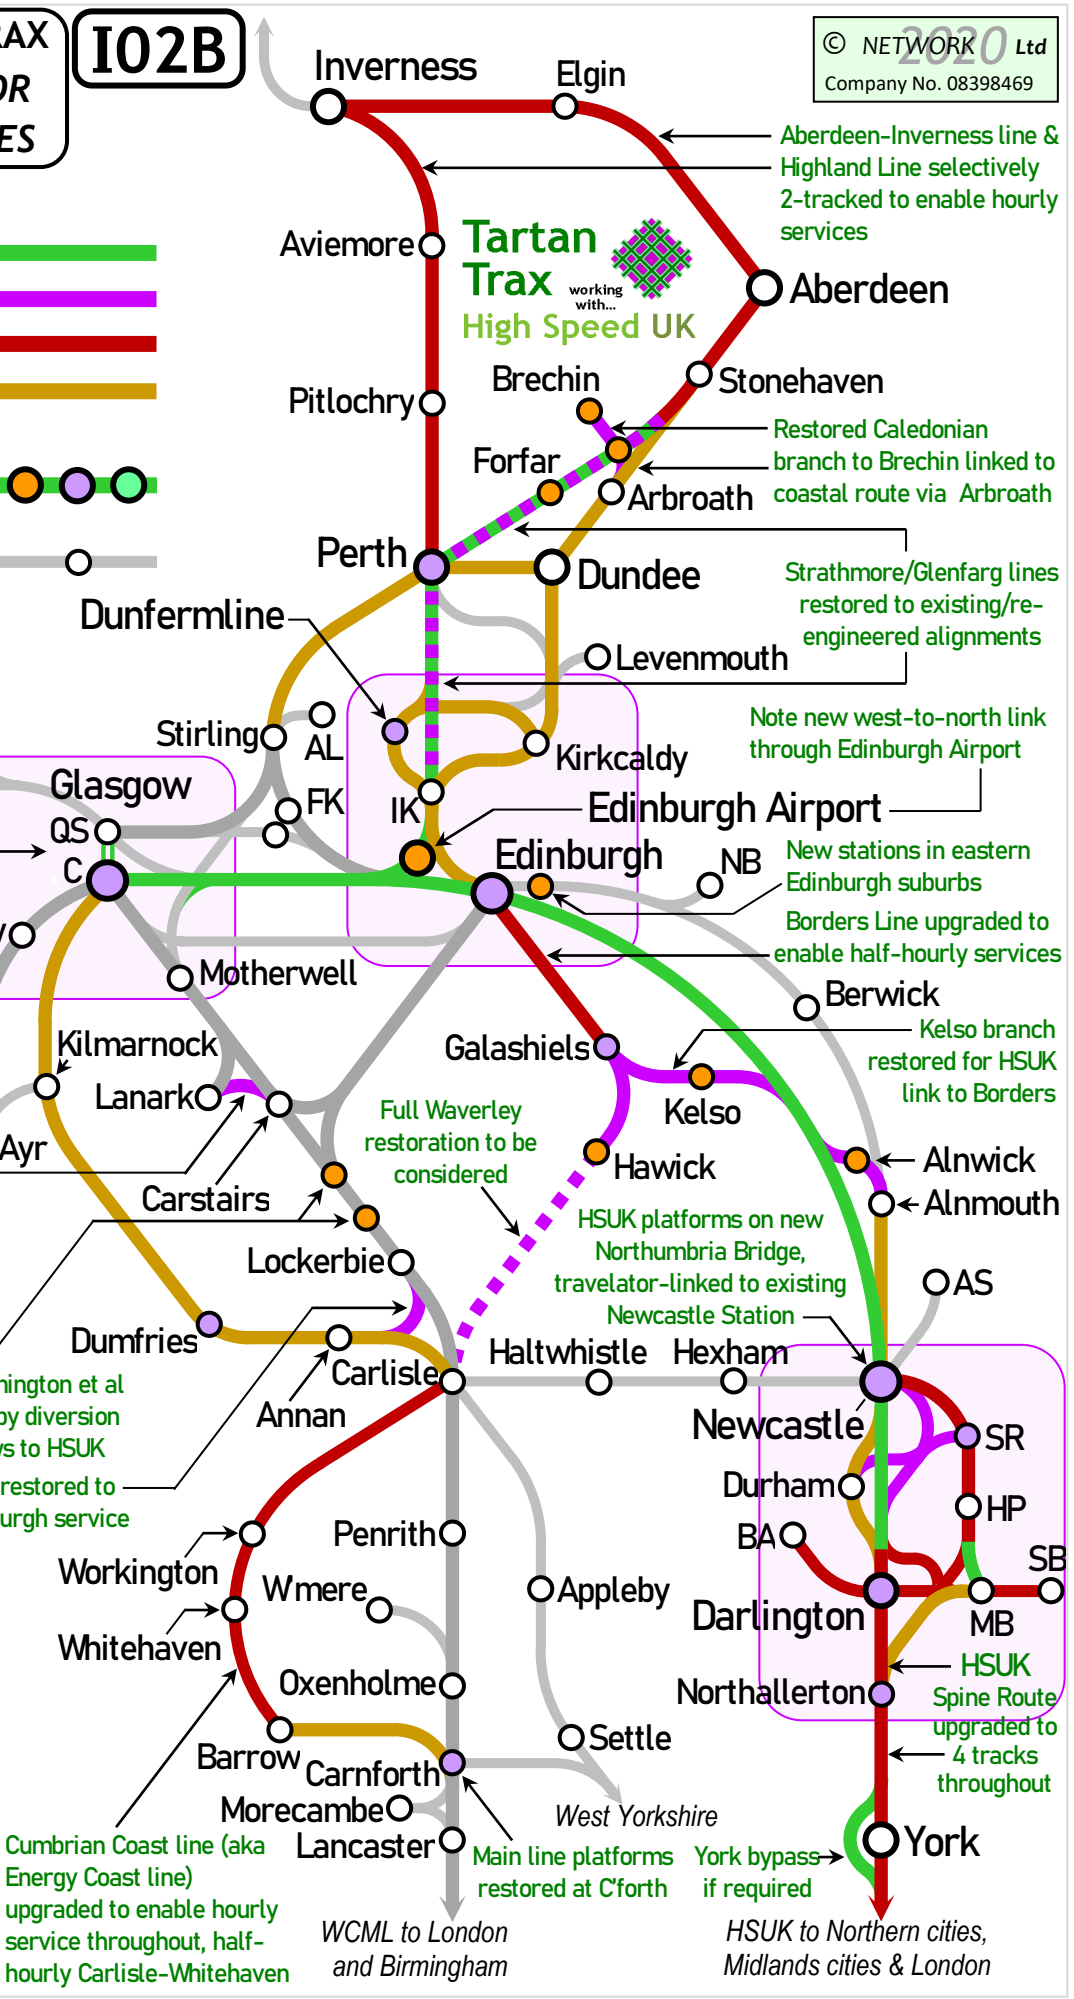 RAX
OR
ES
I02B
© NETWORK 2020 Ltd
Company No. 08398469
Inverness
Elgin
Aberdeen-Inverness line &
Highland Line selectively
2-tracked to enable hourly
services
Aviemore
Tartan
Trax
working
with...
High Speed UK
Aberdeen
Brechin
Stonehaven
Pitlochry
Restored Caledonian
branch to Brechin linked to
coastal route via Arbroath
Forfar
Arbroath
Perth
Dundee
Strathmore/Glenfarg lines
restored to existing/re-
engineered alignments
Dunfermline
Levenmouth
Stirling
AL
Note new west-to-north link
through Edinburgh Airport
Kirkcaldy
Glasgow
FK
IK
Edinburgh Airport
QS
C
Edinburgh
NB
New stations in eastern
Edinburgh suburbs
Borders Line upgraded to
enable half-hourly services
Motherwell
Berwick
Kilmarnock
Galashiels
Kelso branch
restored for HSUK
link to Borders
Lanark
Kelso
Full Waverley
restoration to be
considered
Ayr
Carstairs
Hawick
Alnwick
Alnmouth
HSUK platforms on new
Northumbria Bridge,
travelator-linked to existing
Newcastle Station
Lockerbie
AS
Dumfries
Haltwhistle
Hexham
Carlisle
nington et al
by diversion
ws to HSUK
Annan
Newcastle
SR
restored to
urgh service
Durham
HP
Penrith
BA
SB
Workington
W'mere
Appleby
Darlington
MB
Whitehaven
HSUK
Spine Route
upgraded to
4 tracks
throughout
Oxenholme
Northallerton
Barrow
Settle
Carnforth
Morecambe
West Yorkshire
Lancaster
Main line platforms
restored at C'forth
York bypass
if required
York
Cumbrian Coast line (aka
Energy Coast line)
upgraded to enable hourly
service throughout, half-
hourly Carlisle-Whitehaven
WCML to London
and Birmingham
HSUK to Northern cities,
Midlands cities & London